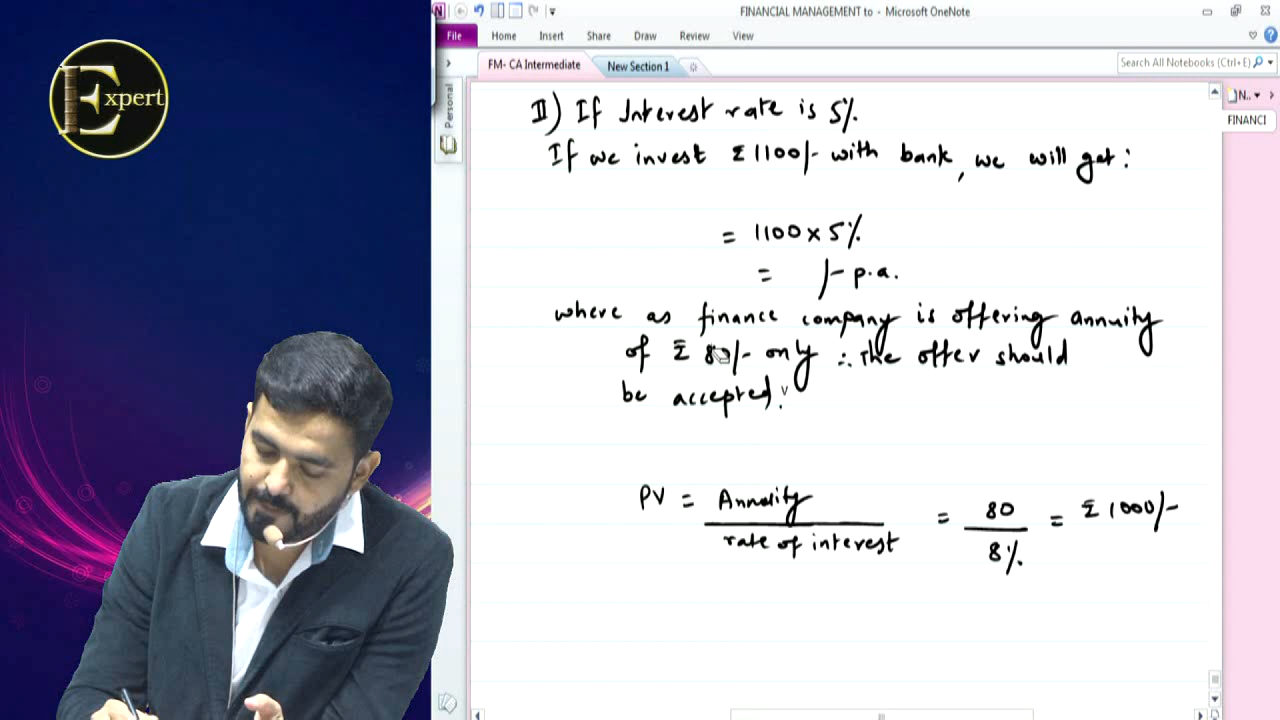 Expert
FINANCIAL MANAGEMENT to - Microsoft OneNote
File Home Insert Share Draw Review View
FM- CA Intermediate New Section 1
Search All Notebooks (Ctrl+E)
N..
Personal
FINANCI
II) If Interest rate is 5%.
If we invest ₹1100/- with bank, we will get:
= 1100 x 5%
= /- p.a.
where as finance company is offering annuity
of ₹ 80/- only ∴ The offer should
be accepted.
PV = Annuity / rate of interest = 80 / 8% = ₹ 1000/-